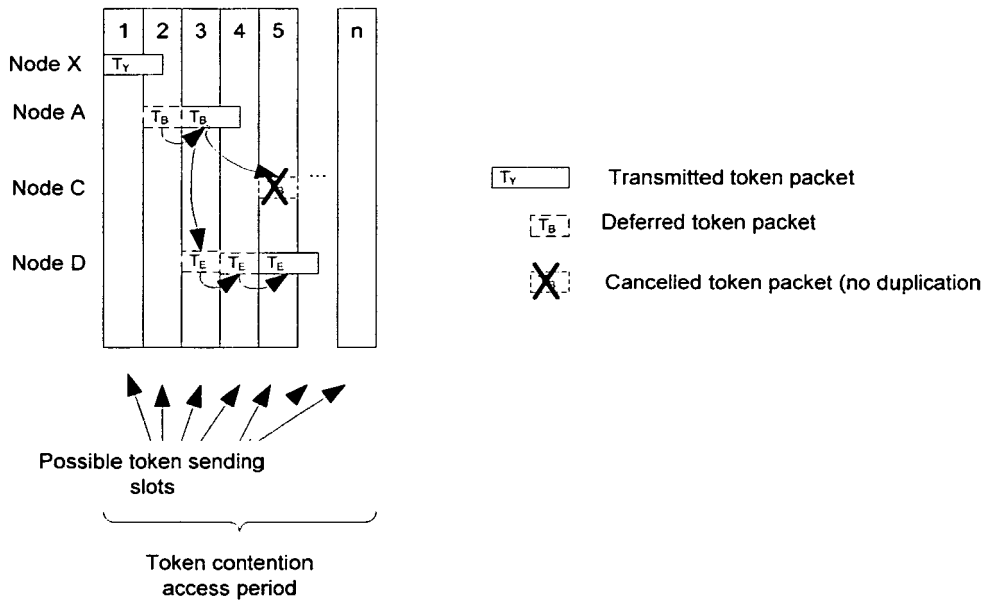 1 2 3 4 5 n
Node X TY
Node A TB TB
Node C ...
Node D TE TE TE
TY Transmitted token packet
TB Deferred token packet
Cancelled token packet (no duplication
Possible token sending
slots
Token contention
access period